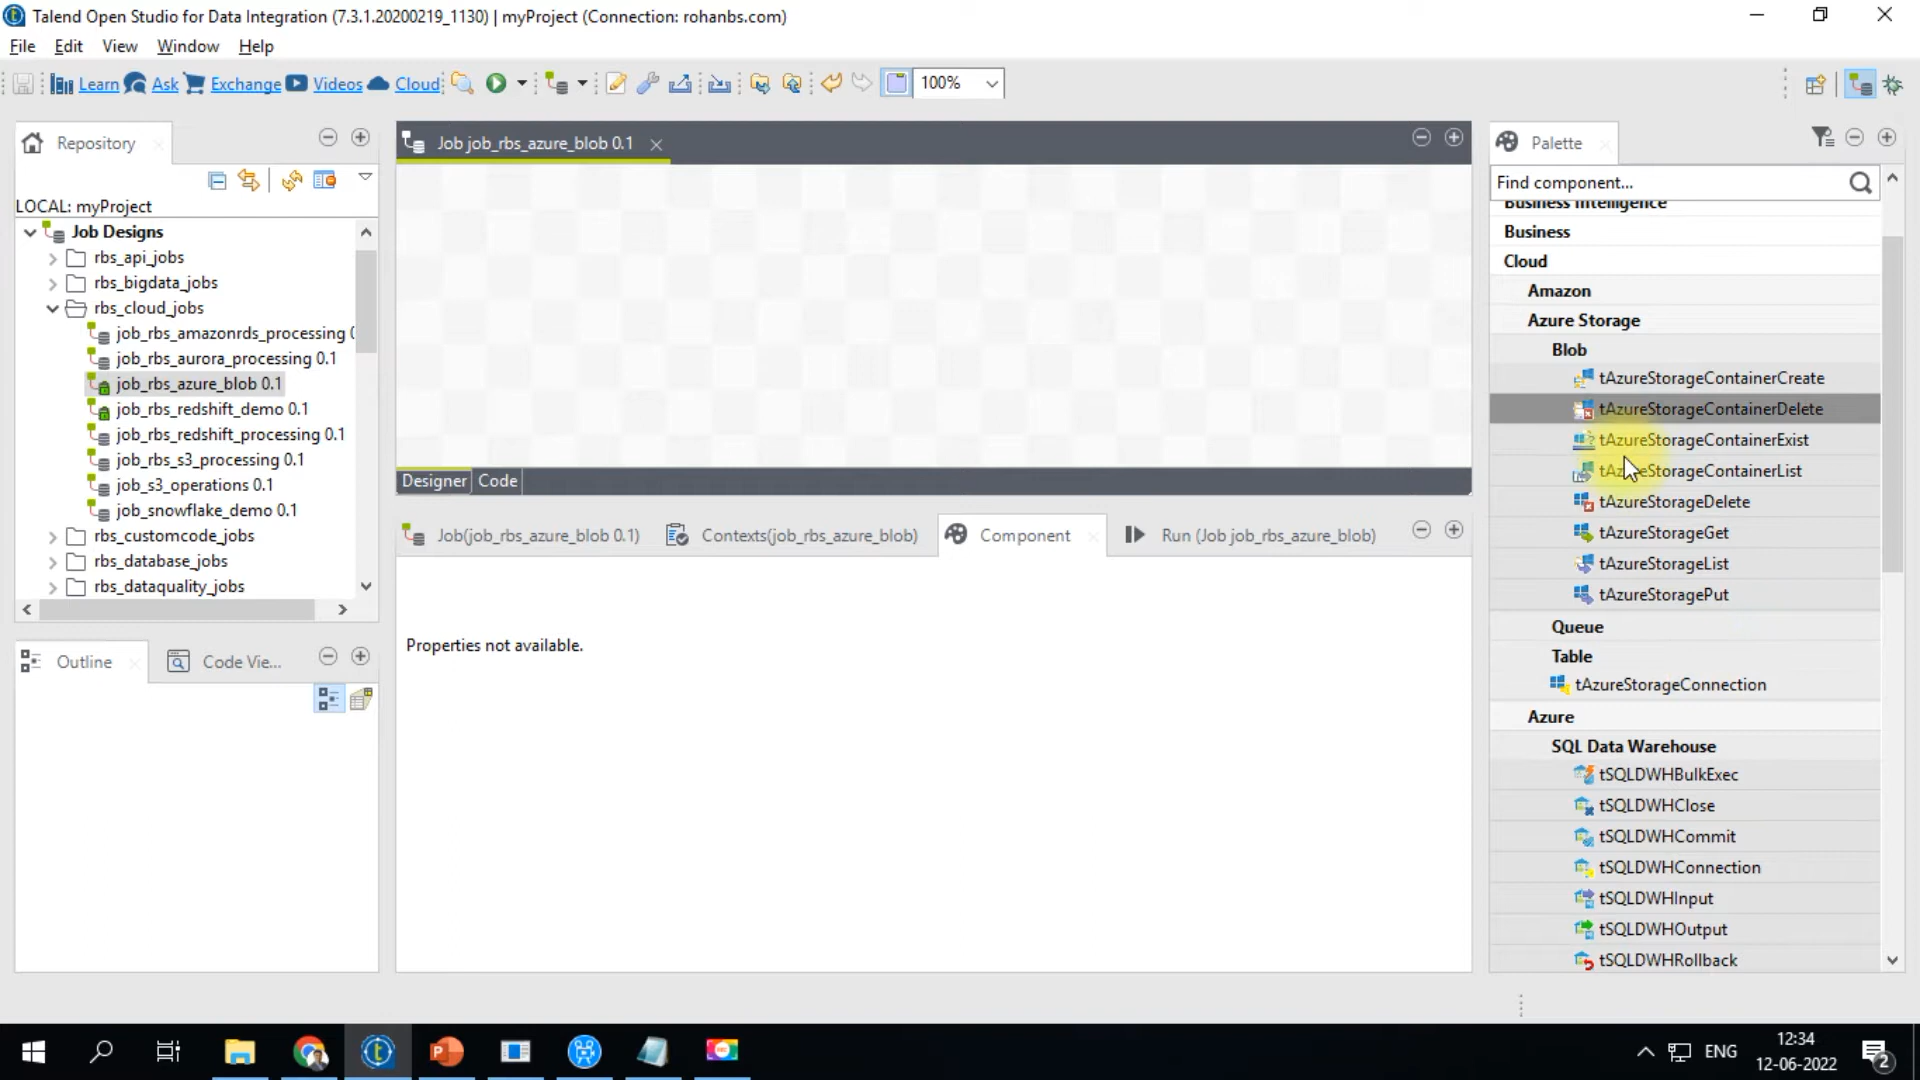 Talend Open Studio for Data Integration (7.3.1.20200219_1130) | myProject (Connection: rohanbs.com)
File Edit View Window Help
Learn Ask Exchange Videos Cloud 100%
Repository
LOCAL: myProject
Job Designs
rbs_api_jobs
rbs_bigdata_jobs
rbs_cloud_jobs
job_rbs_amazonrds_processing (
job_rbs_aurora_processing 0.1
job_rbs_azure_blob 0.1
job_rbs_redshift_demo 0.1
job_rbs_redshift_processing 0.1
job_rbs_s3_processing 0.1
job_s3_operations 0.1
job_snowflake_demo 0.1
rbs_customcode_jobs
rbs_database_jobs
rbs_dataquality_jobs
Outline Code Vie...
Job job_rbs_azure_blob 0.1
Designer Code
Job(job_rbs_azure_blob 0.1) Contexts(job_rbs_azure_blob) Component Run (Job job_rbs_azure_blob)
Properties not available.
Palette
Find component...
Business Intelligence
Business
Cloud
Amazon
Azure Storage
Blob
tAzureStorageContainerCreate
tAzureStorageContainerDelete
tAzureStorageContainerExist
tAzureStorageContainerList
tAzureStorageDelete
tAzureStorageGet
tAzureStorageList
tAzureStoragePut
Queue
Table
tAzureStorageConnection
Azure
SQL Data Warehouse
tSQLDWHBulkExec
tSQLDWHClose
tSQLDWHCommit
tSQLDWHConnection
tSQLDWHInput
tSQLDWHOutput
tSQLDWHRollback
ENG
12:34
12-06-2022
2